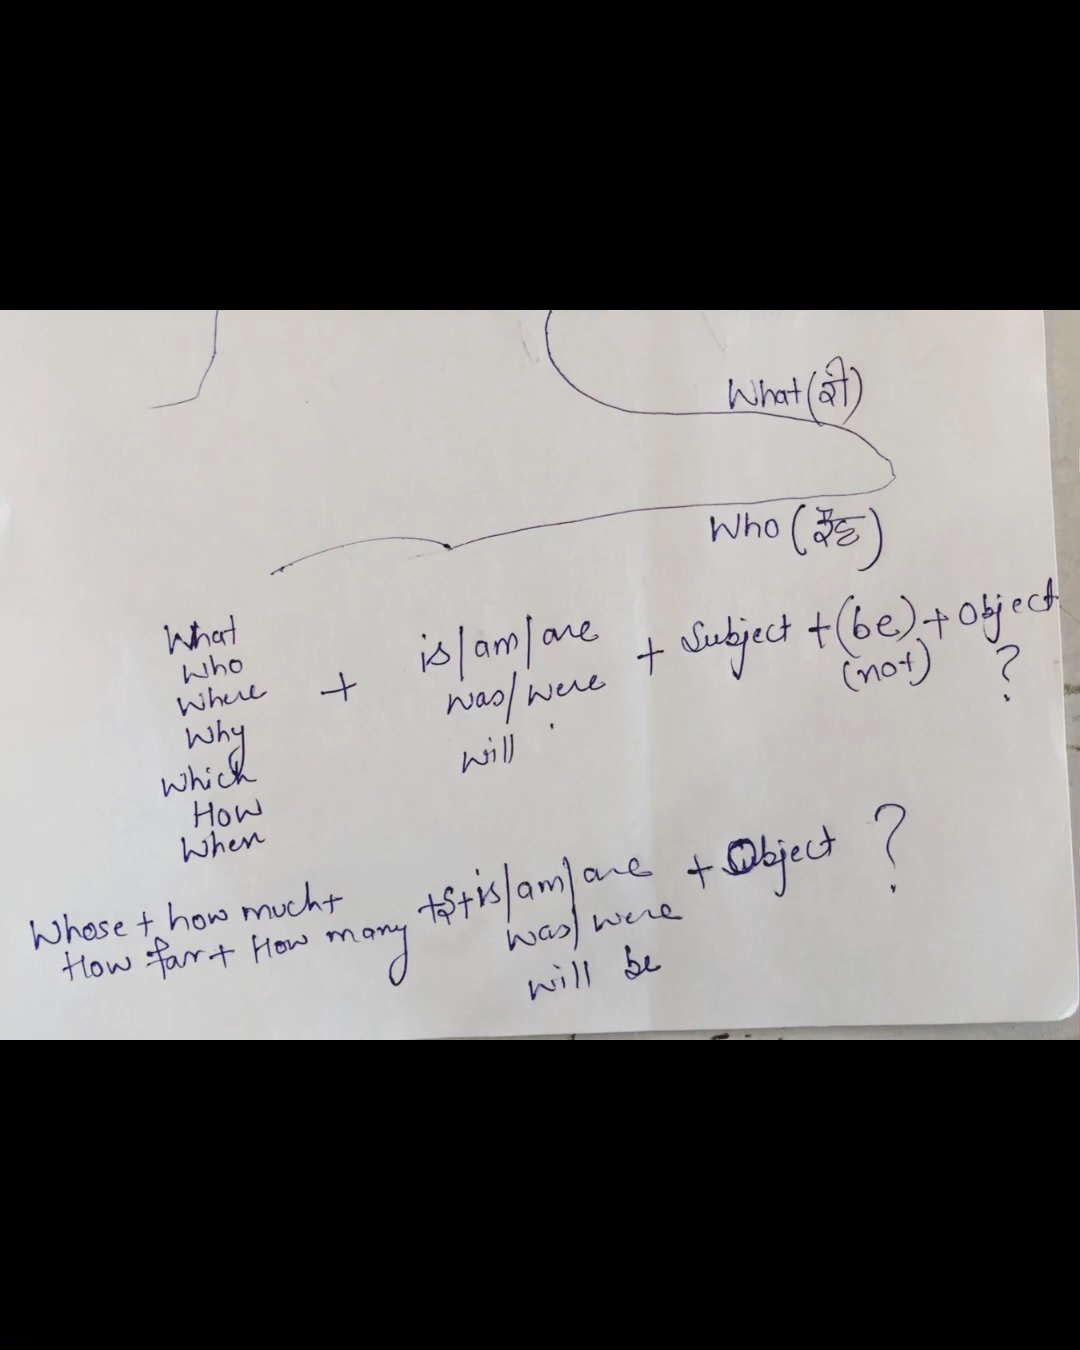 What (ਕੀ)
Who (ਕੌਣ)
What
Who
Where
Why
Which
How
When
+
is/am/are
was/were
will
+ Subject + (be) + Object
(not) ?
Whose + how much +
How far + How many
+S+ is/am/are + Object ?
was/were
will be